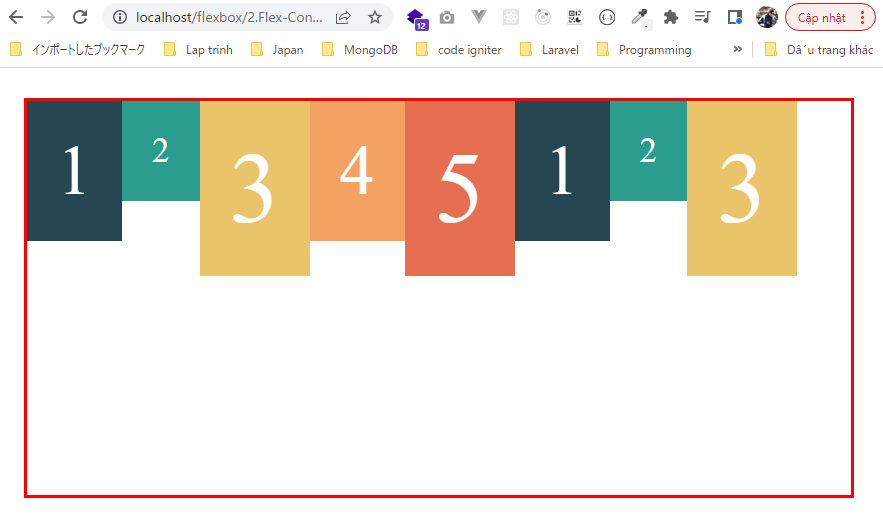 localhost/flexbox/2.Flex-Con...
12
Cập nhật
インポートしたブックマーク Lap trinh Japan MongoDB code igniter Laravel Programming » Dấu trang khác
1 2 3 4 5 1 2 3